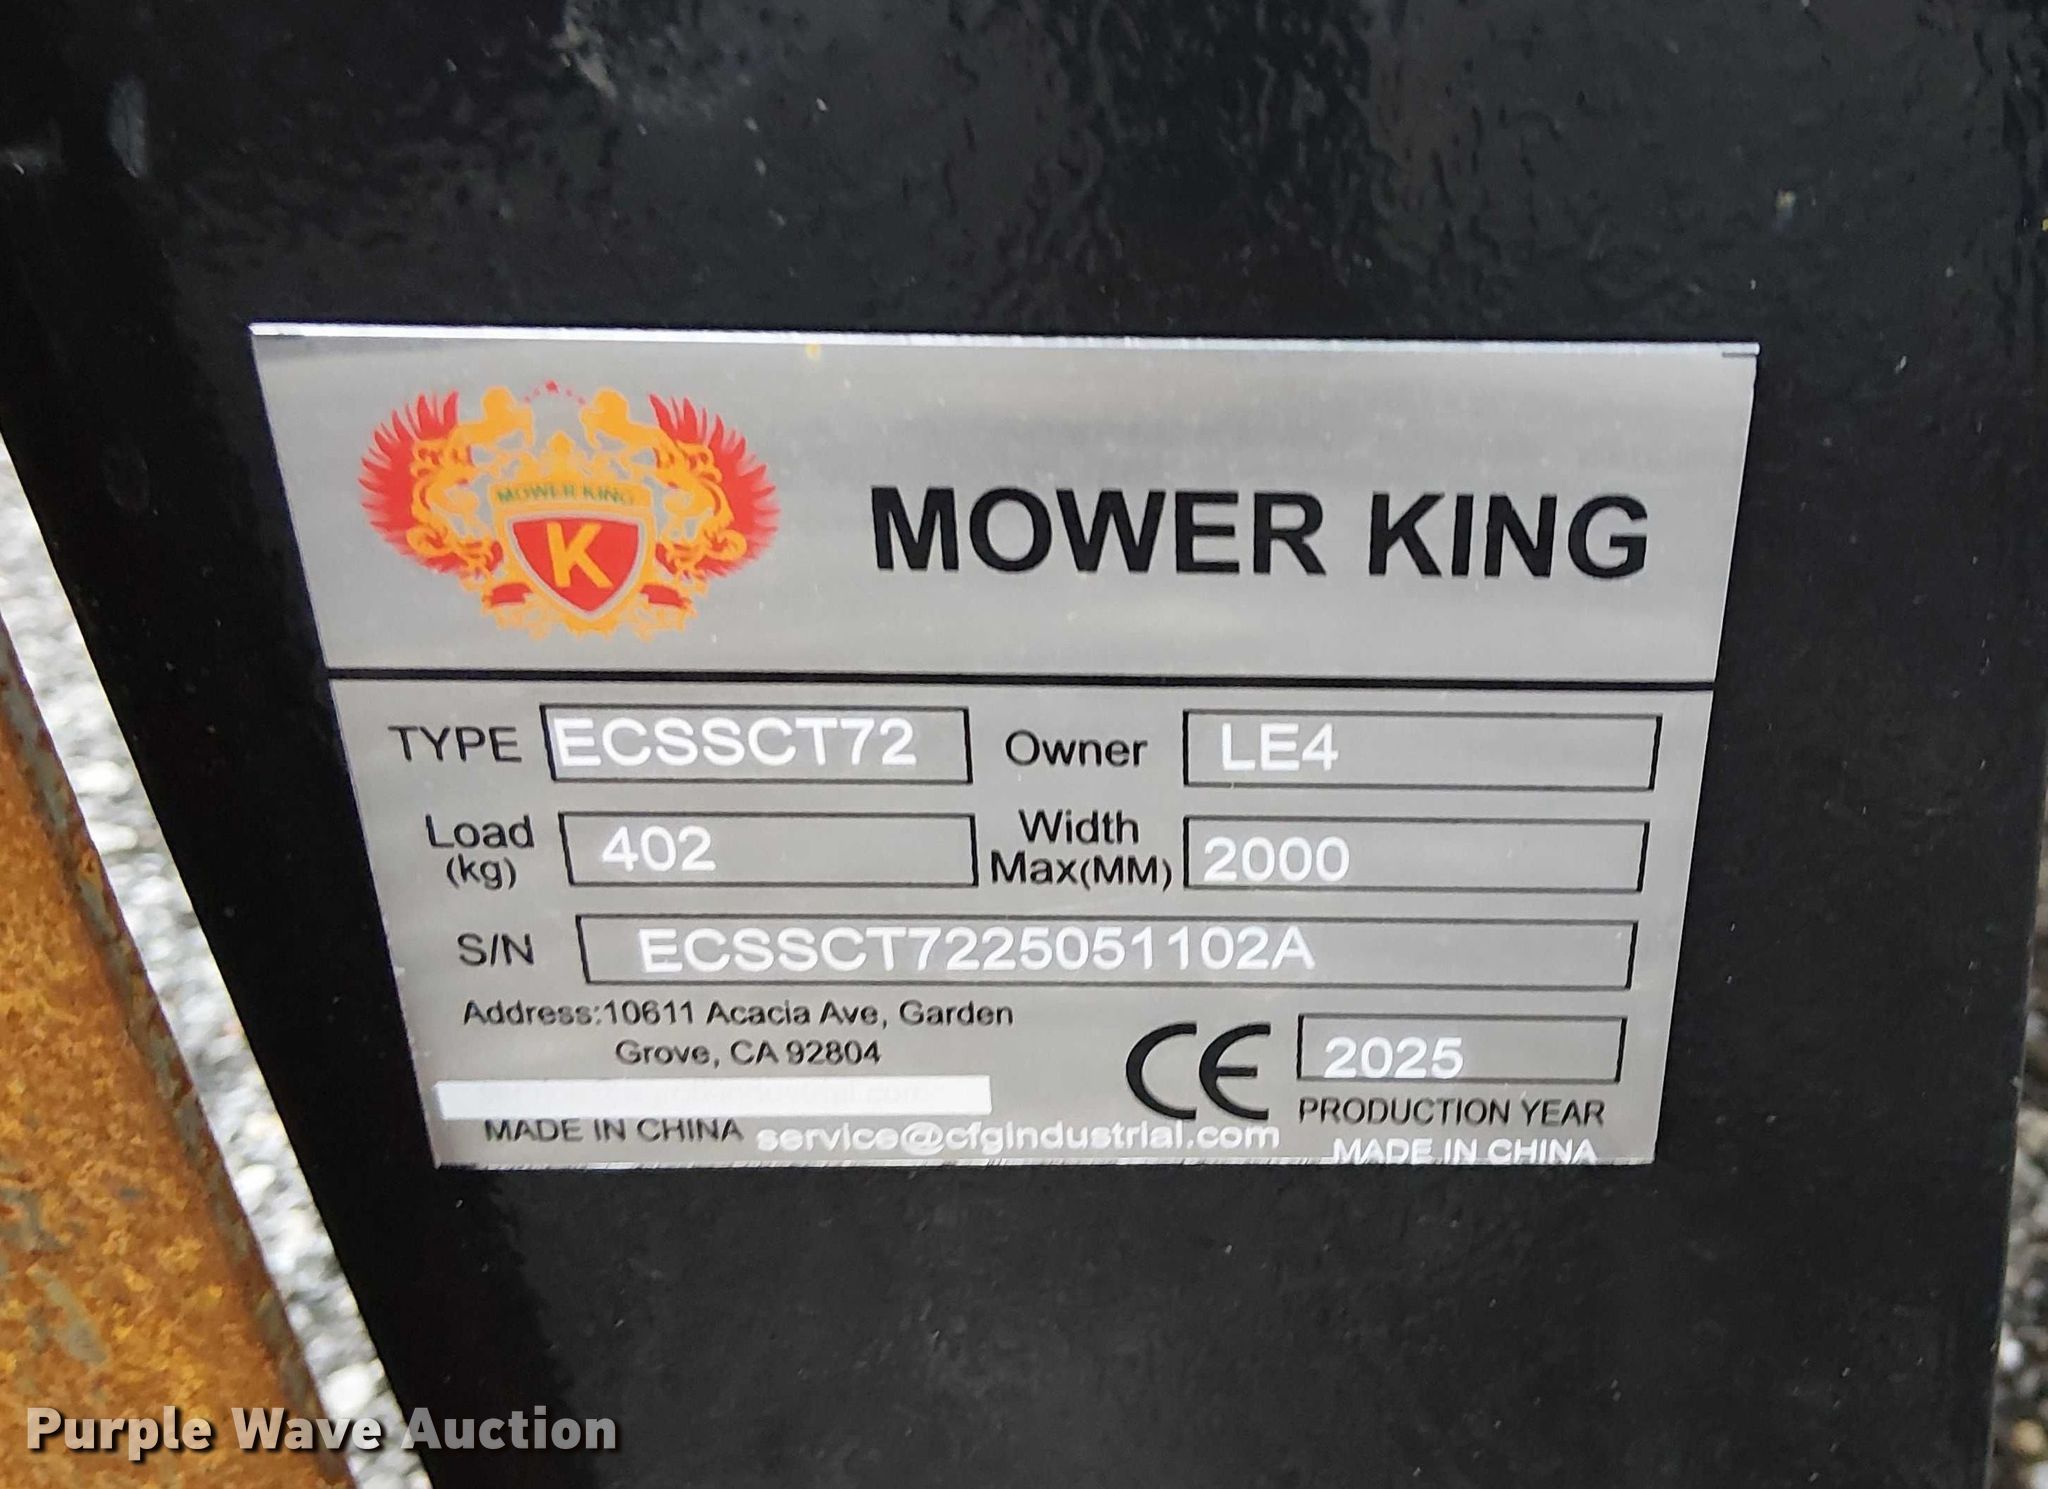 MOWER KING
K
MOWER KING
TYPE ECSSCT72 Owner LE4
Load (kg) 402 Width Max(MM) 2000
S/N ECSSCT7225051102A
Address:10611 Acacia Ave, Garden
Grove, CA 92804
CE 2025
PRODUCTION YEAR
MADE IN CHINA service@cfgindustrial.com
MADE IN CHINA
Purple Wave Auction